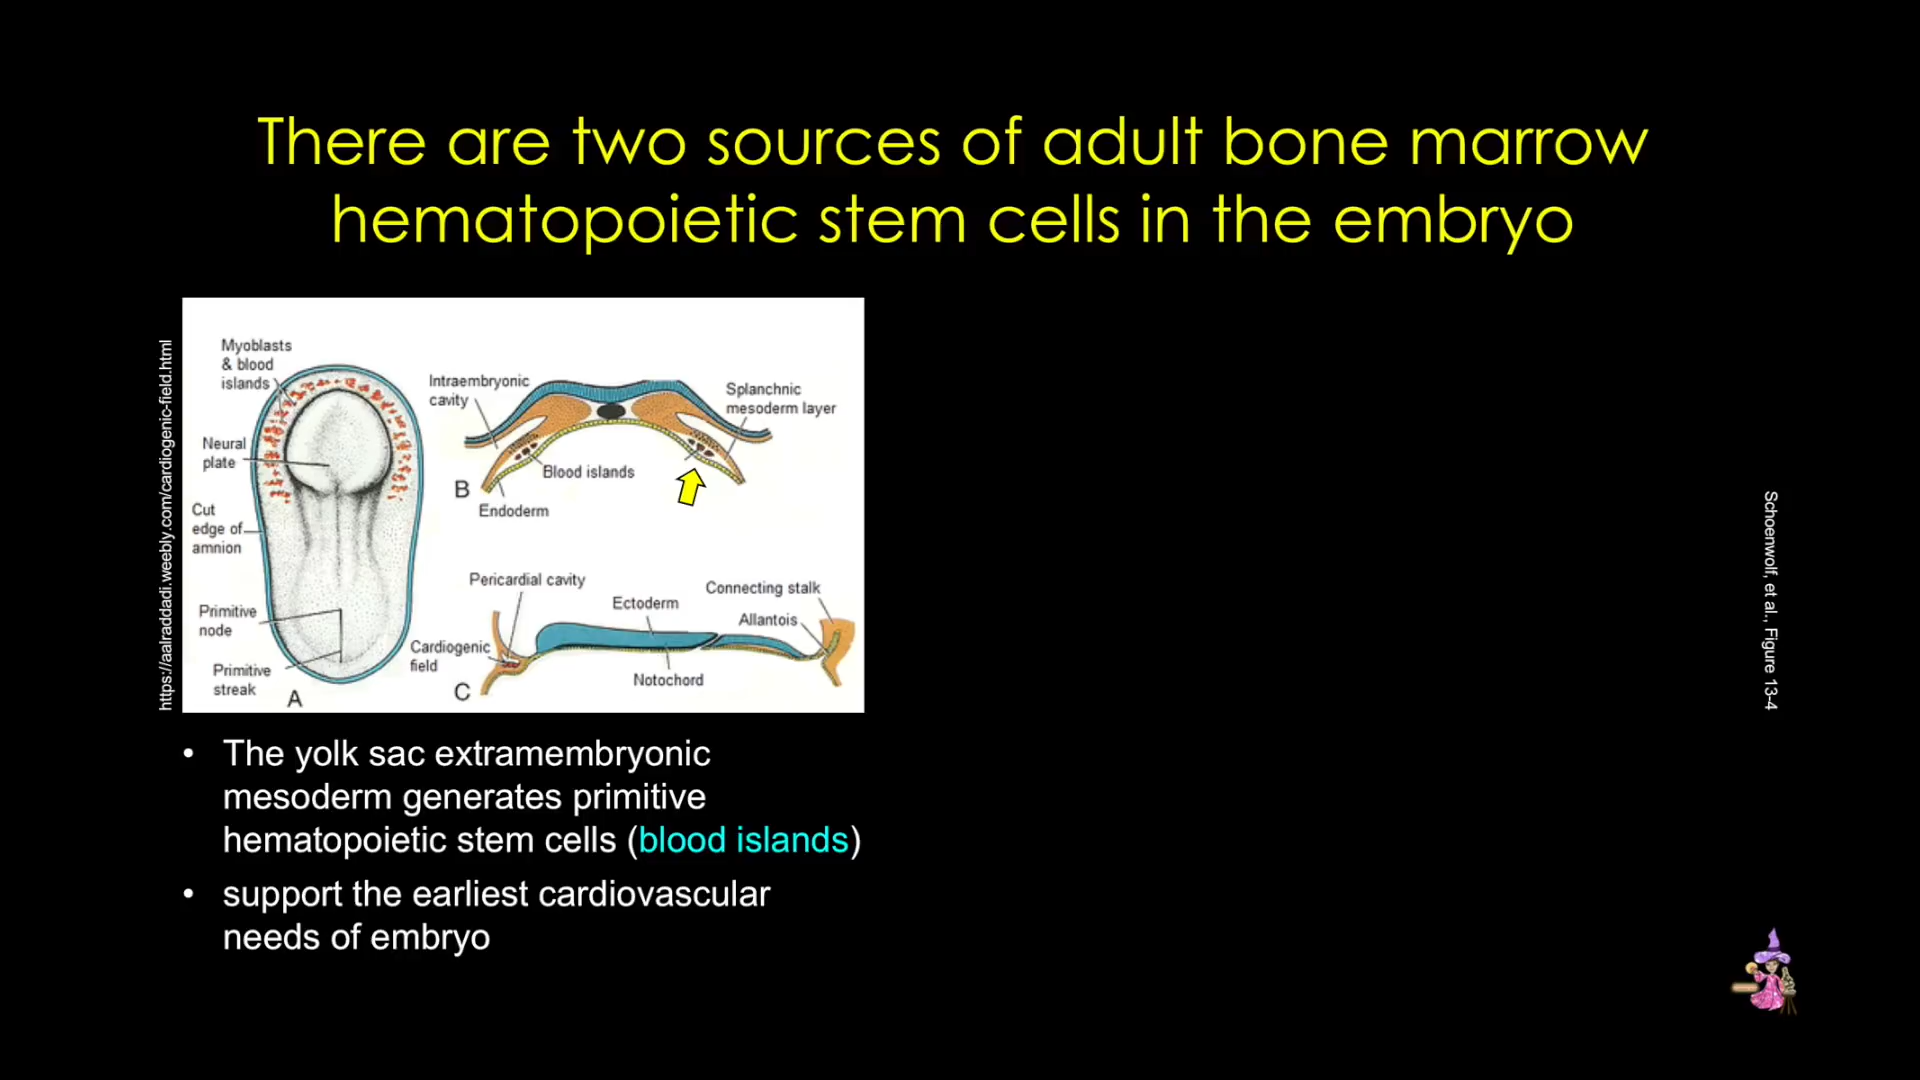 There are two sources of adult bone marrow
hematopoietic stem cells in the embryo
https://aalraddadi.weebly.com/cardiogenic-field.html
Myoblasts
& blood
islands
Neural
plate
Cut
edge of
amnion
Primitive
node
Primitive
streak
A
Intraembryonic
cavity
Splanchnic
mesoderm layer
Blood islands
B
Endoderm
Pericardial cavity
Ectoderm
Connecting stalk
Allantois
Cardiogenic
field
Notochord
C
Schoenwolf, et al., Figure 13-4
• The yolk sac extramembryonic
mesoderm generates primitive
hematopoietic stem cells (blood islands)
• support the earliest cardiovascular
needs of embryo